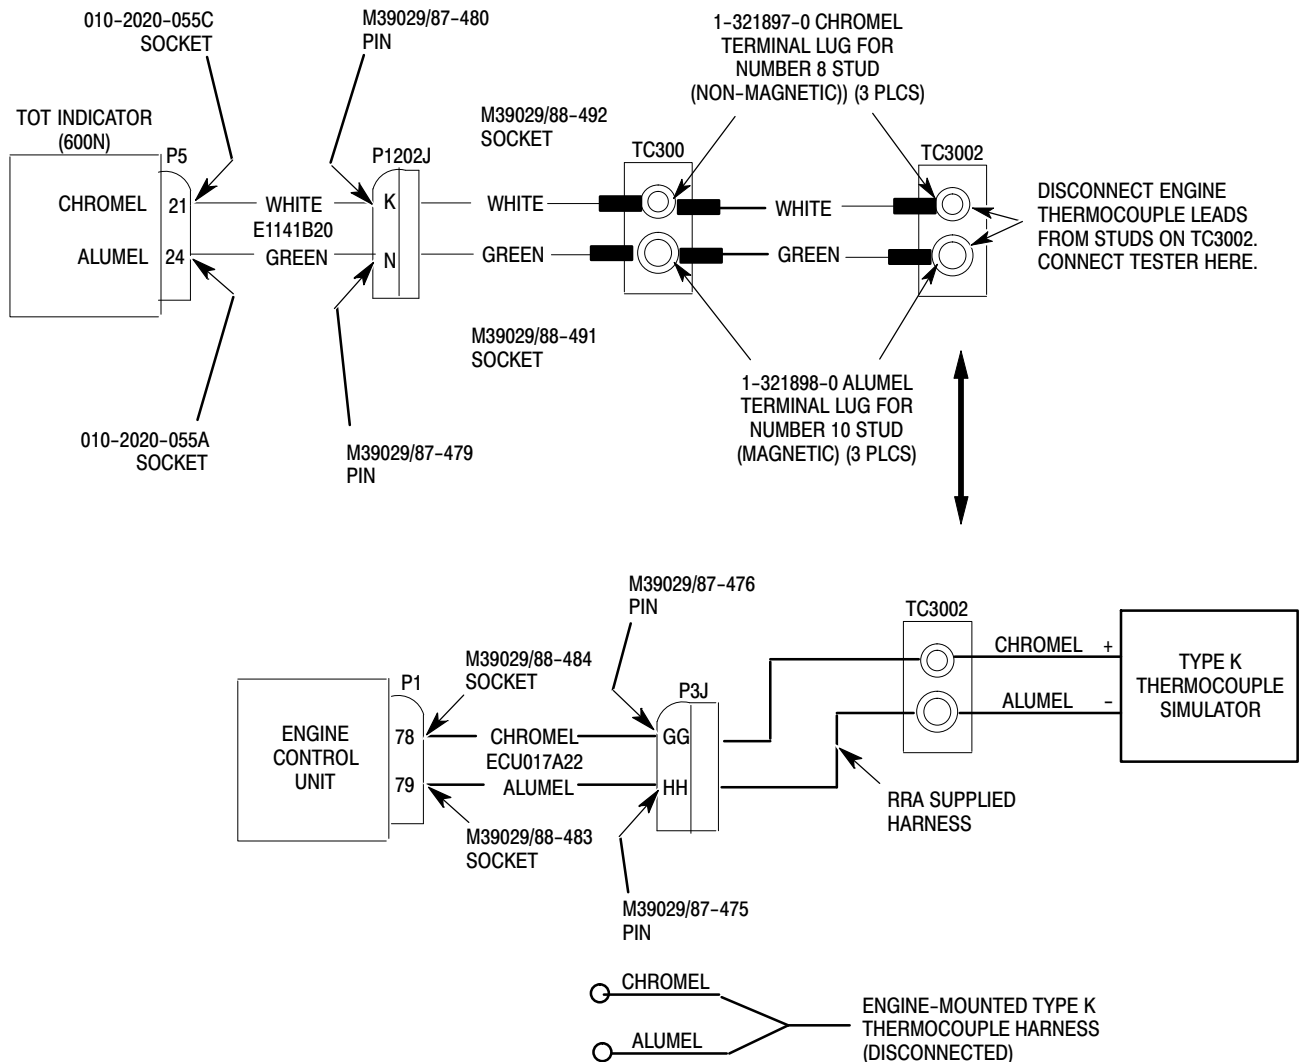 010-2020-055C
SOCKET
M39029/87-480
PIN
1-321897-0 CHROMEL
TERMINAL LUG FOR
NUMBER 8 STUD
(NON-MAGNETIC)) (3 PLCS)
TOT INDICATOR
(600N)
P5
P1202J
M39029/88-492
SOCKET
TC300
TC3002
CHROMEL
21
WHITE
K
WHITE
WHITE
E1141B20
ALUMEL
24
GREEN
N
GREEN
GREEN
DISCONNECT ENGINE
THERMOCOUPLE LEADS
FROM STUDS ON TC3002.
CONNECT TESTER HERE.
M39029/88-491
SOCKET
010-2020-055A
SOCKET
M39029/87-479
PIN
1-321898-0 ALUMEL
TERMINAL LUG FOR
NUMBER 10 STUD
(MAGNETIC) (3 PLCS)
M39029/87-476
PIN
TC3002
M39029/88-484
SOCKET
P1
P3J
CHROMEL
+
ALUMEL
-
TYPE K
THERMOCOUPLE
SIMULATOR
ENGINE
CONTROL
UNIT
78
CHROMEL
GG
ECU017A22
79
ALUMEL
HH
RRA SUPPLIED
HARNESS
M39029/88-483
SOCKET
M39029/87-475
PIN
CHROMEL
ALUMEL
ENGINE-MOUNTED TYPE K
THERMOCOUPLE HARNESS
(DISCONNECTED)